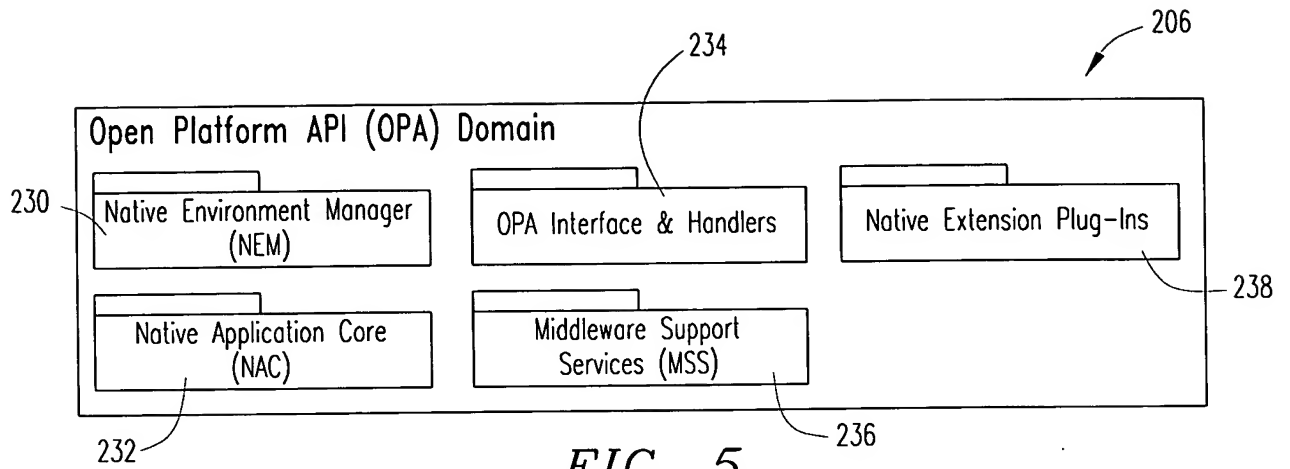 206
234
Open Platform API (OPA) Domain
230
Native Environment Manager
(NEM)
OPA Interface & Handlers
Native Extension Plug-Ins
238
Native Application Core
(NAC)
Middleware Support
Services (MSS)
232
236
FIG. 5